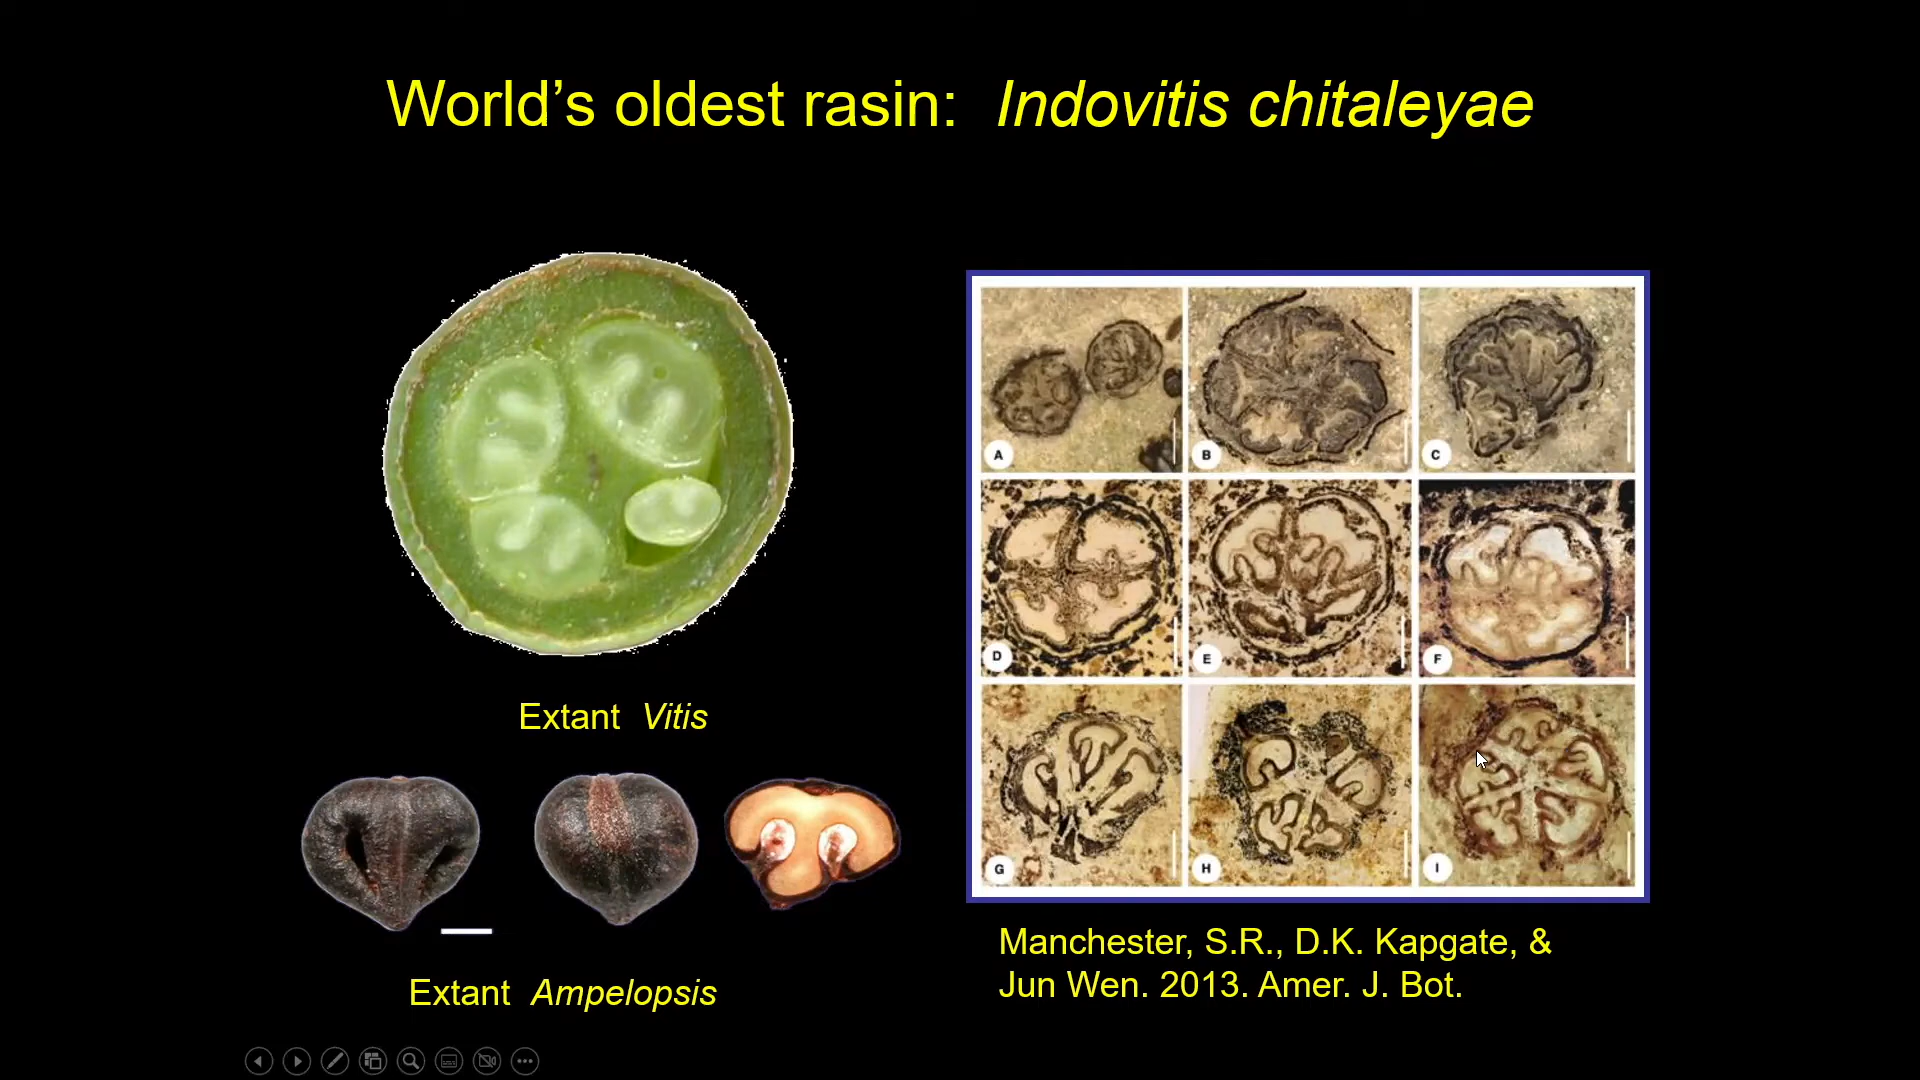 World’s oldest rasin: Indovitis chitaleyae
Extant Vitis
Extant Ampelopsis
A
B
C
D
E
F
G
H
I
Manchester, S.R., D.K. Kapgate, &
Jun Wen. 2013. Amer. J. Bot.